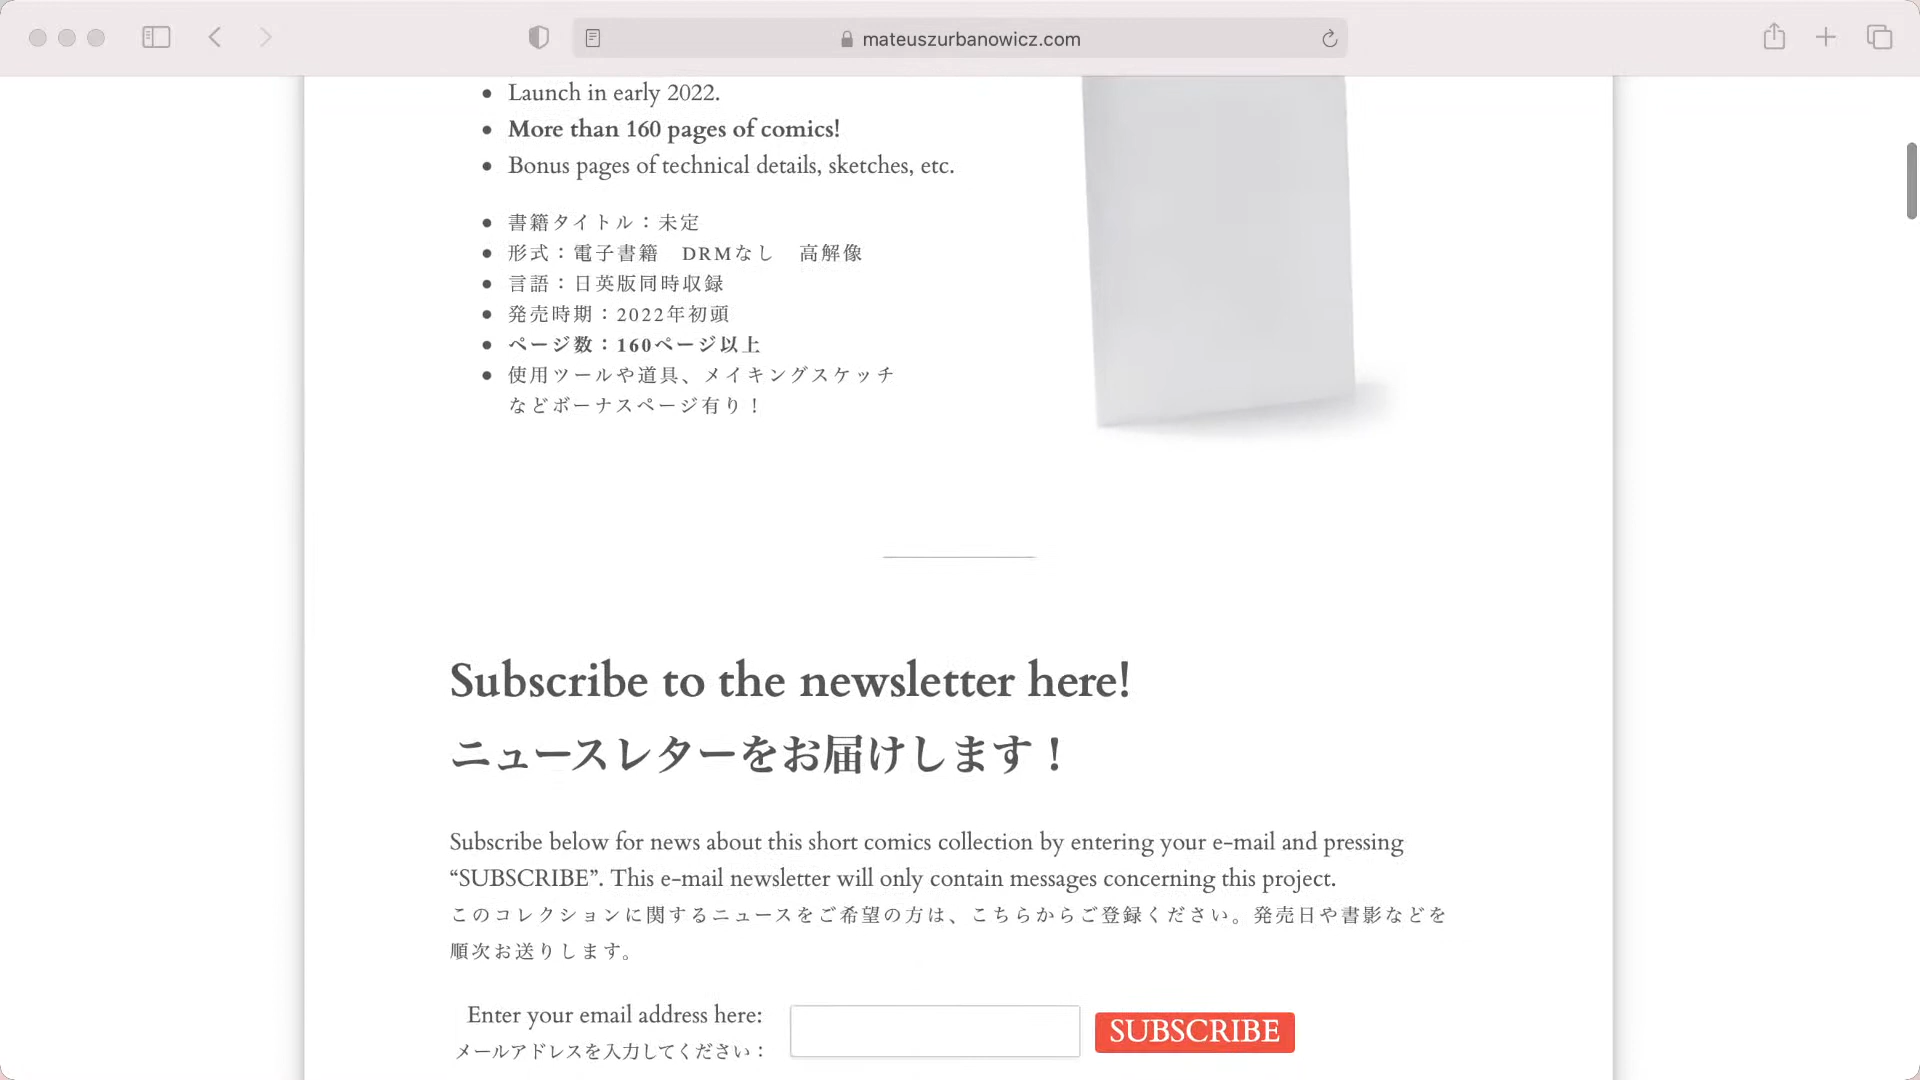 mateuszurbanowicz.com
Launch in early 2022.
More than 160 pages of comics!
Bonus pages of technical details, sketches, etc.
書籍タイトル：未定
形式：電子書籍　DRMなし　高解像
言語：日英版同時収録
発売時期：2022年初頭
ページ数：160ページ以上
使用ツールや道具、メイキングスケッチ
などボーナスページ有り！
Subscribe to the newsletter here!
ニュースレターをお届けします！
Subscribe below for news about this short comics collection by entering your e-mail and pressing
“SUBSCRIBE”. This e-mail newsletter will only contain messages concerning this project.
このコレクションに関するニュースをご希望の方は、こちらからご登録ください。発売日や書影などを
順次お送りします。
Enter your email address here:
メールアドレスを入力してください：
SUBSCRIBE